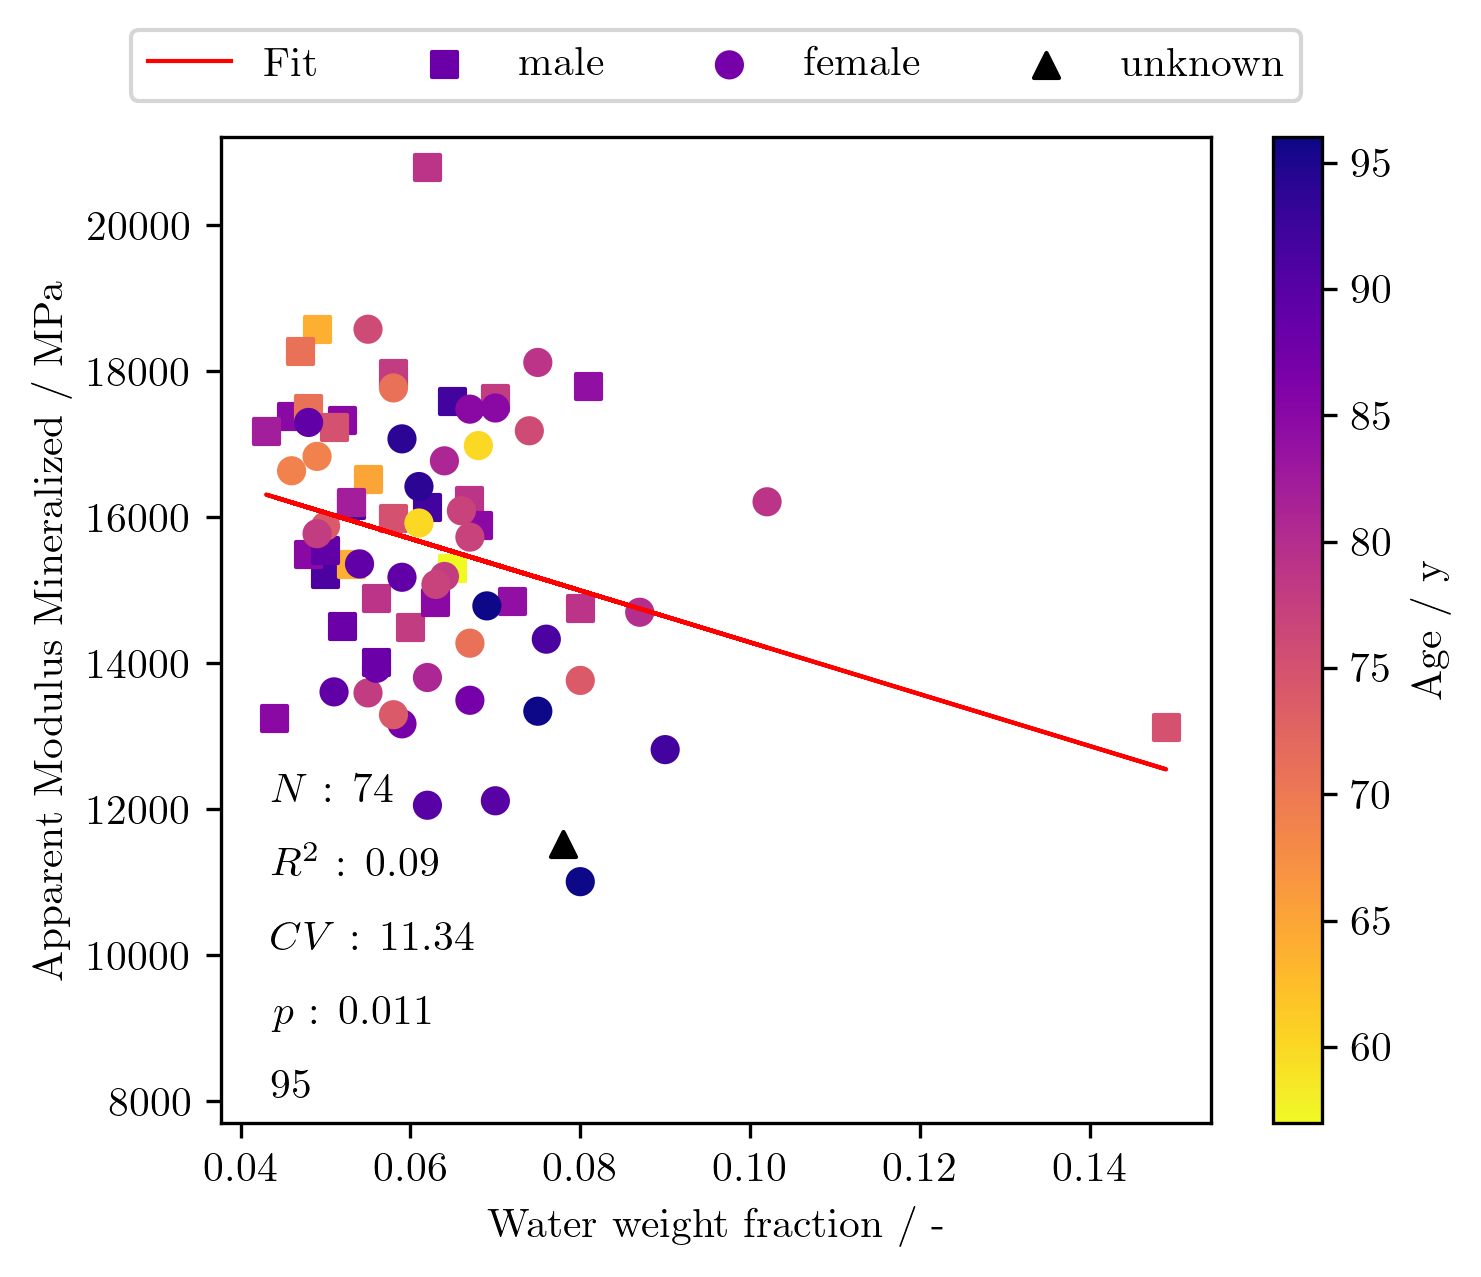 Fit male female unknown
Apparent Modulus Mineralized / MPa
20000
18000
16000
14000
12000
10000
8000
N : 74
R² : 0.09
CV : 11.34
p : 0.011
95
0.04 0.06 0.08 0.10 0.12 0.14
Water weight fraction / -
95
90
85
80
75
70
65
60
Age / y